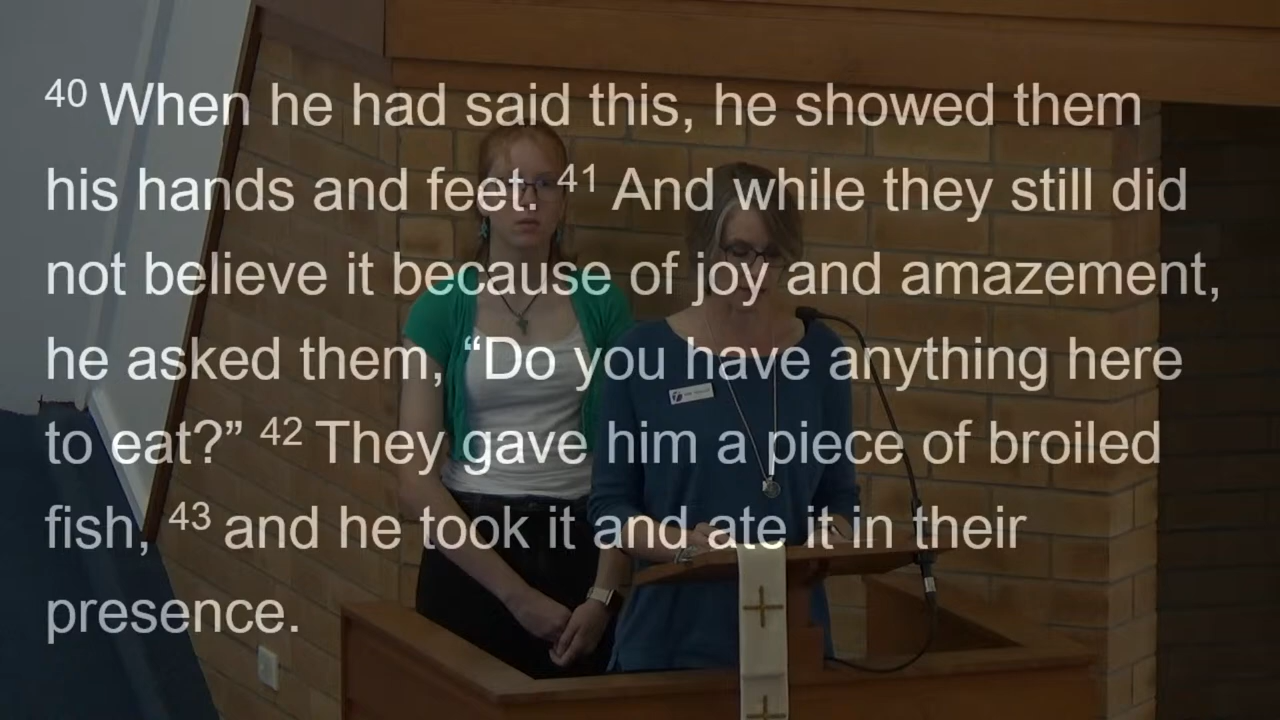 40 When he had said this, he showed them
his hands and feet. 41 And while they still did
not believe it because of joy and amazement,
he asked them, “Do you have anything here
to eat?” 42 They gave him a piece of broiled
fish, 43 and he took it and ate it in their
presence.